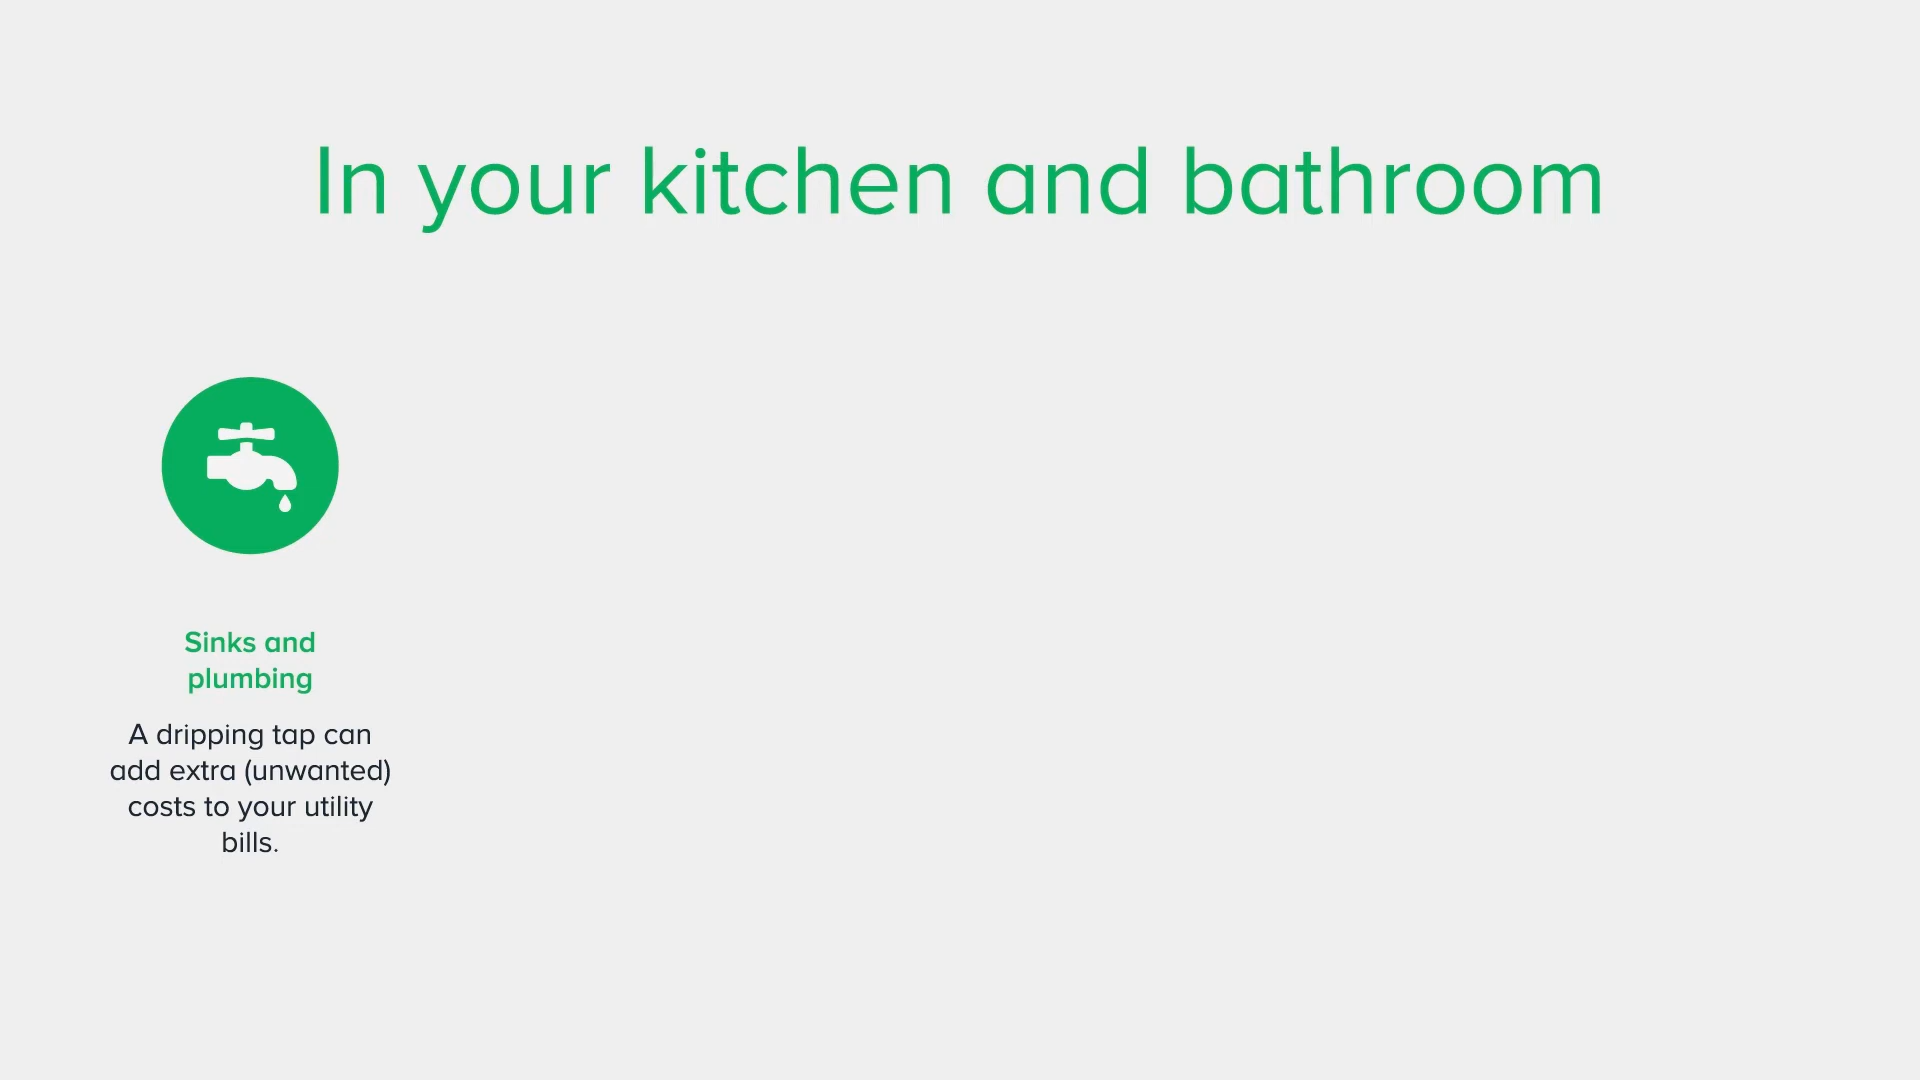 In your kitchen and bathroom
Sinks and
plumbing
A dripping tap can
add extra (unwanted)
costs to your utility
bills.